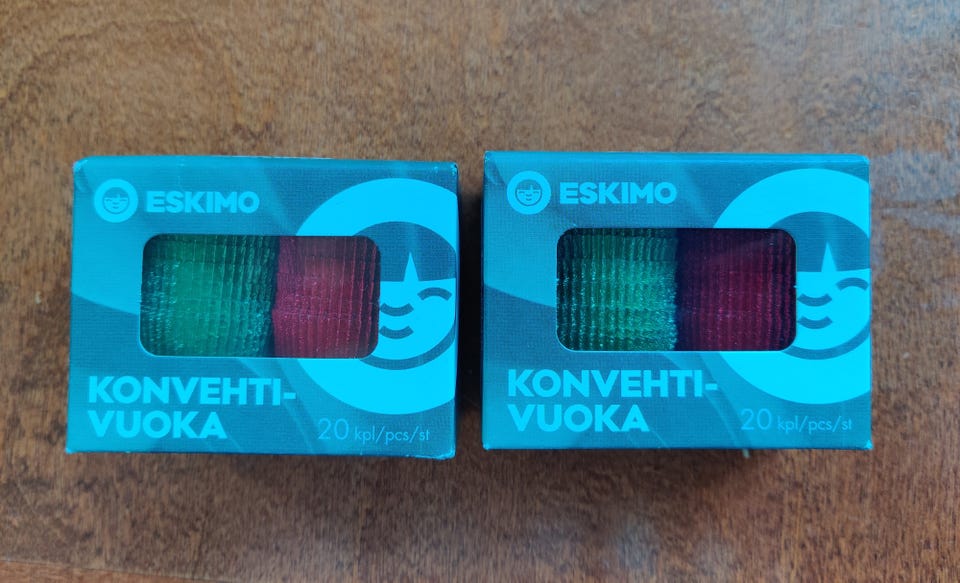 ESKIMO
KONVEHTI-
VUOKA
20 kpl/pcs/st
ESKIMO
KONVEHTI-
VUOKA
20 kpl/pcs/st